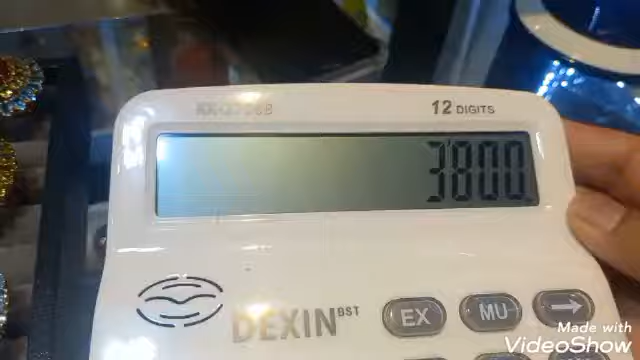 12 DIGITS
3800.
DEXIN BST
EX MU →
Made with
VideoShow